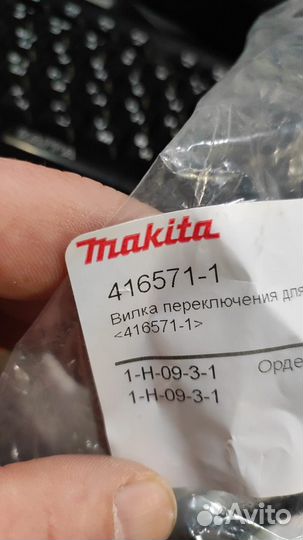 makita
416571-1
Вилка переключения для
<416571-1>
1-H-09-3-1
1-H-09-3-1
Avito